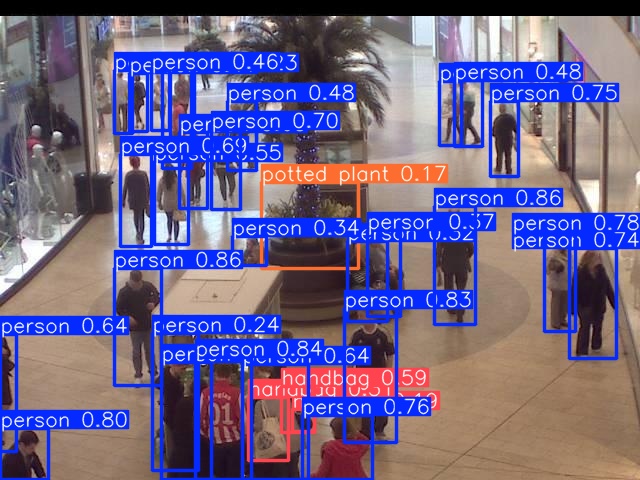 person 0.46
person 0.48
person 0.48
person 0.75
person 0.70
person 0.69
potted plant 0.17
person 0.86
person 0.34
person 0.78
person 0.74
person 0.86
person 0.83
person 0.64
person 0.24
person 0.84
0.64
handbag 0.59
person 0.76
person 0.80
01